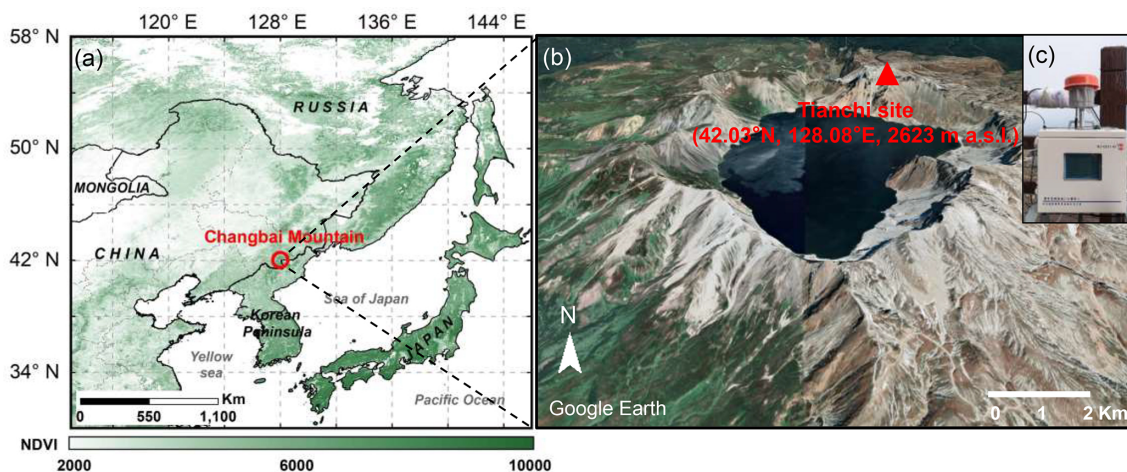 120° E 128° E 136° E 144° E
58° N
50° N
42° N
34° N
(a)
RUSSIA
MONGOLIA
CHINA
Changbai Mountain
Sea of Japan
Korean
Peninsula
JAPAN
Yellow
sea
Pacific Ocean
Km
0 550 1,100
NDVI
2000 6000 10000
(b)
Tianchi site
(42.03°N, 128.08°E, 2623 m a.s.l.)
N
Google Earth
0 1 2 Km
(c)